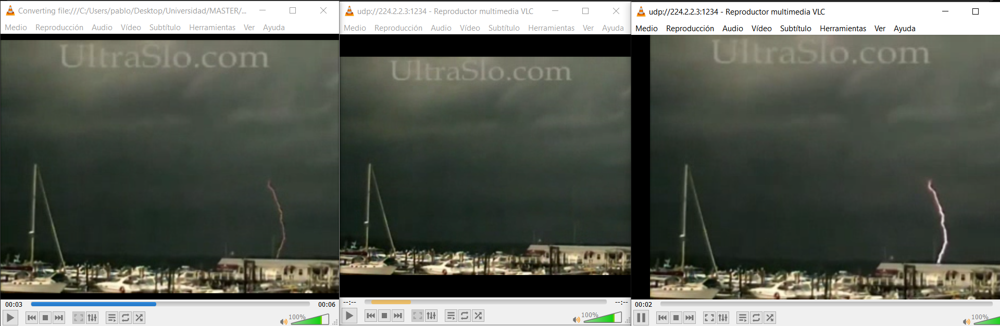 Converting file:///C:/Users/pablo/Desktop/Universidad/MASTER/...
Medio Reproducción Audio Vídeo Subtítulo Herramientas Ver Ayuda
UltraSlo.com
00:03 00:06
100%
udp://224.2.2.3:1234 - Reproductor multimedia VLC
Medio Reproducción Audio Vídeo Subtítulo Herramientas Ver Ayuda
UltraSlo.com
--:-- --:--
100%
udp://224.2.2.3:1234 - Reproductor multimedia VLC
Medio Reproducción Audio Vídeo Subtítulo Herramientas Ver Ayuda
UltraSlo.com
00:02
100%